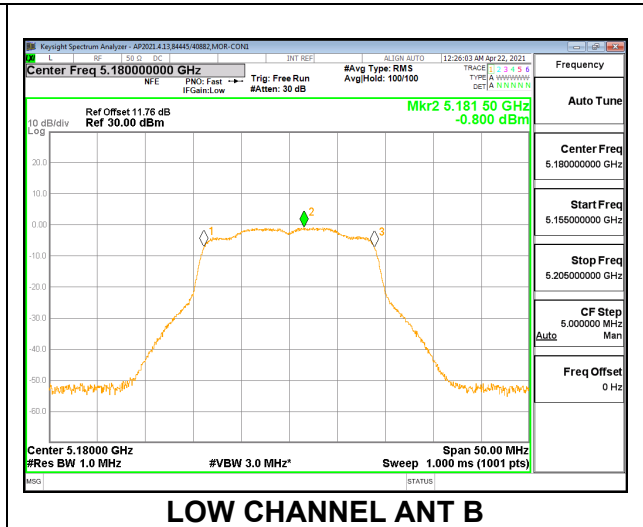 Keysight Spectrum Analyzer - AP2021.4.13,84445/40882,MOR-CON1
L RF 50 Ω DC INT REF ALIGN AUTO 12:26:03 AM Apr 22, 2021
Center Freq 5.180000000 GHz
NFE PNO: Fast Trig: Free Run
IFGain:Low #Atten: 30 dB
#Avg Type: RMS
Avg|Hold: 100/100
TRACE 1 2 3 4 5 6
TYPE A WWWWW
DET A N N N N N
Frequency
Auto Tune
Center Freq
5.180000000 GHz
Start Freq
5.155000000 GHz
Stop Freq
5.205000000 GHz
CF Step
5.000000 MHz
Auto Man
Freq Offset
0 Hz
Mkr2 5.181 50 GHz
-0.800 dBm
Ref Offset 11.76 dB
10 dB/div Ref 30.00 dBm
Log
20.0
10.0
0.00
-10.0
-20.0
-30.0
-40.0
-50.0
-60.0
1
2
3
Center 5.18000 GHz Span 50.00 MHz
#Res BW 1.0 MHz #VBW 3.0 MHz* Sweep 1.000 ms (1001 pts)
MSG STATUS
LOW CHANNEL ANT B